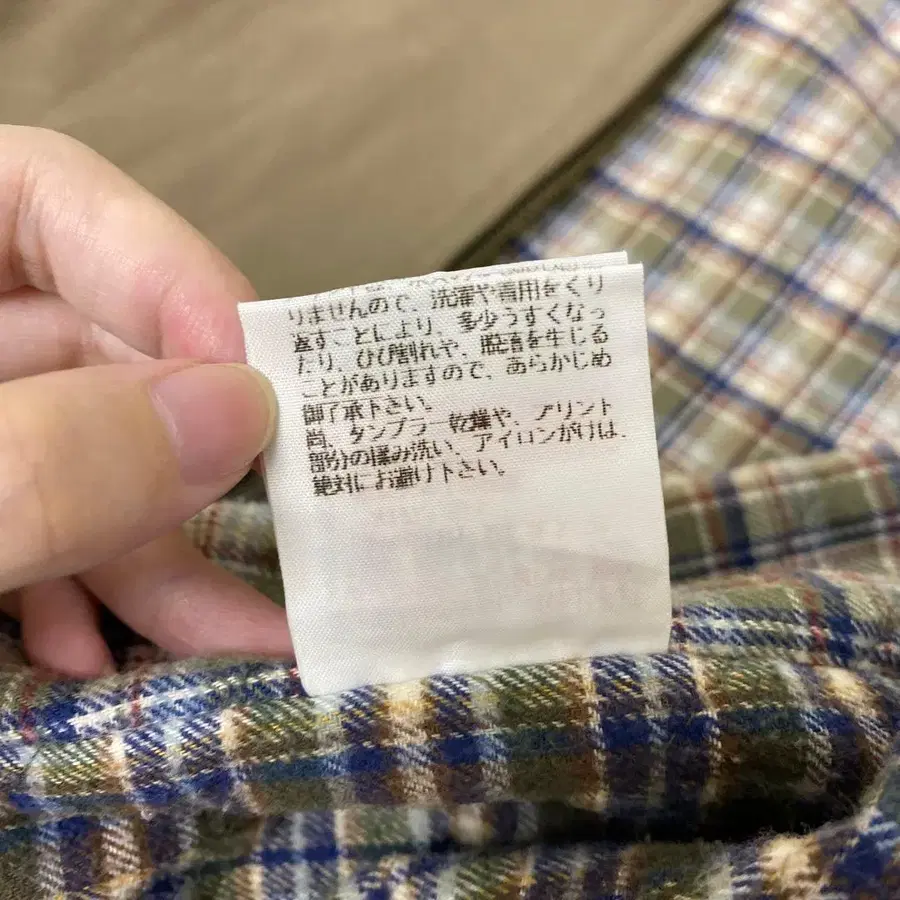 りませんので、洗濯や着用をくり
返すことにより、多少うすくなっ
たり、ひび割れや、脱落を生じる
ことがありますので、あらかじめ
御了承下さい。
尚、タンブラー乾燥や、プリント
部分の揉み洗い、アイロンがけは、
絶対にお避け下さい。